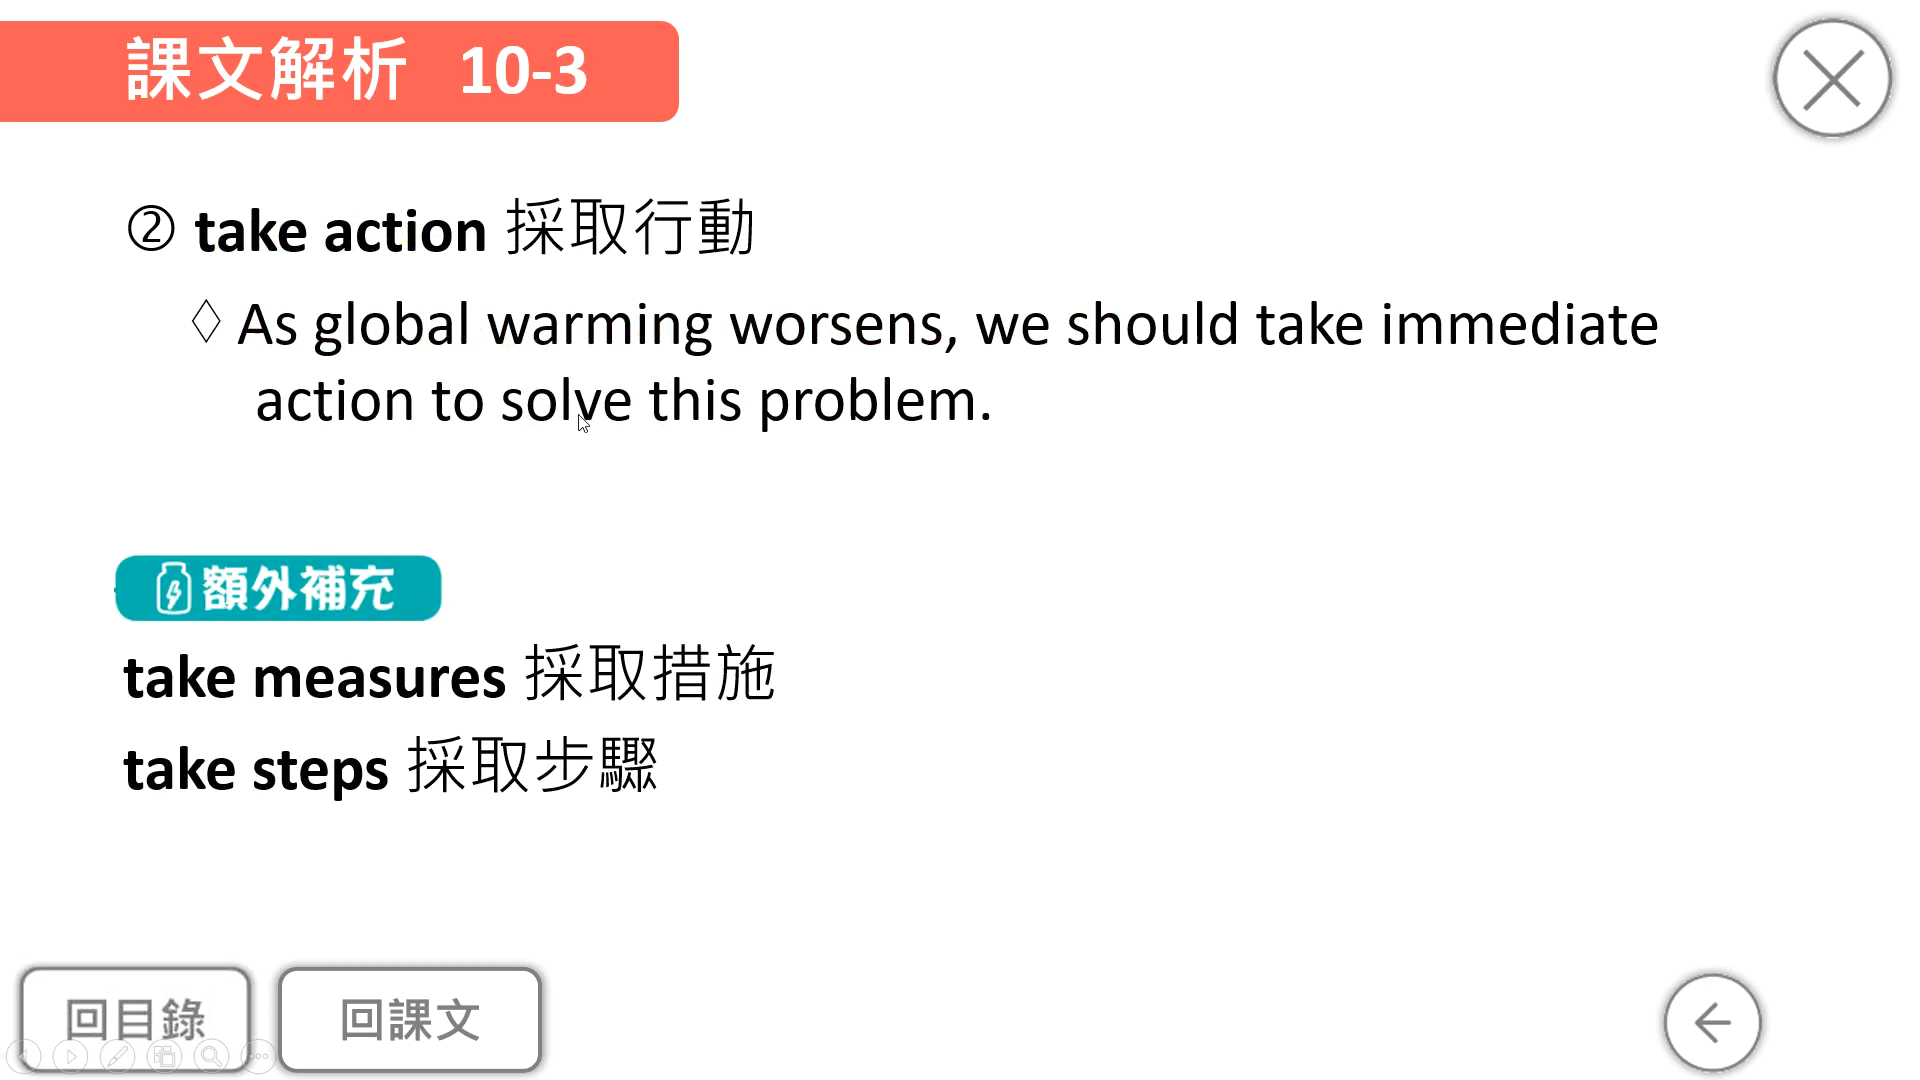 課文解析 10-3
② take action 採取行動
◊ As global warming worsens, we should take immediate
action to solve this problem.
額外補充
take measures 採取措施
take steps 採取步驟
回目錄 回課文